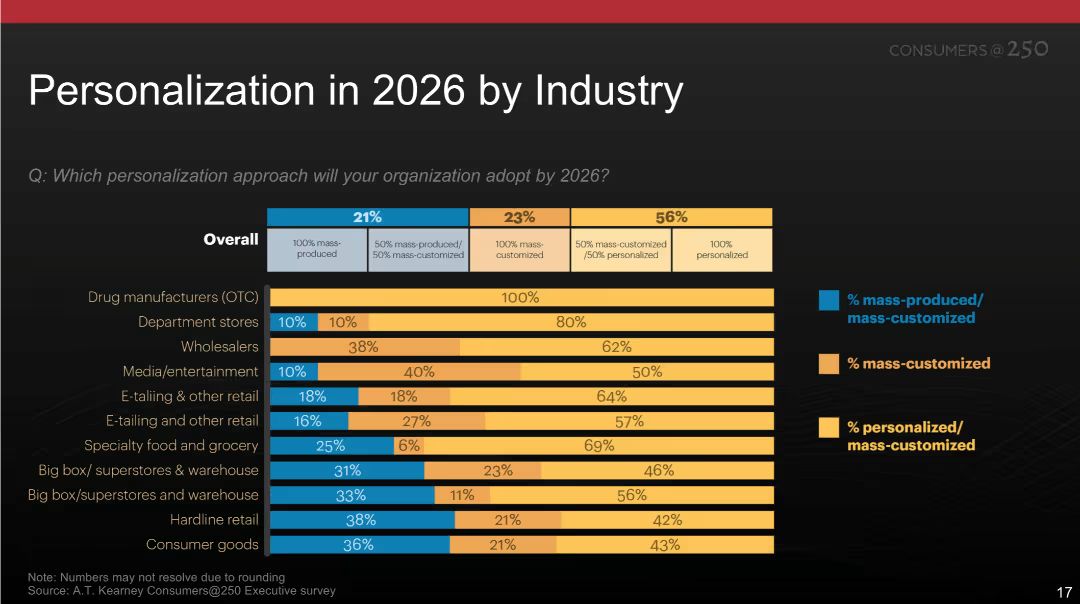 CONSUMERS@250
Personalization in 2026 by Industry
Q: Which personalization approach will your organization adopt by 2026?
21% 23% 56%
Overall
100% mass-
produced
50% mass-produced/
50% mass-customized
100% mass-
customized
50% mass-customized
/50% personalized
100%
personalized
Drug manufacturers (OTC) 100%
Department stores 10% 10% 80%
Wholesalers 38% 62%
Media/entertainment 10% 40% 50%
E-taliing & other retail 18% 18% 64%
E-tailing and other retail 16% 27% 57%
Specialty food and grocery 25% 6% 69%
Big box/ superstores & warehouse 31% 23% 46%
Big box/superstores and warehouse 33% 11% 56%
Hardline retail 38% 21% 42%
Consumer goods 36% 21% 43%
% mass-produced/
mass-customized
% mass-customized
% personalized/
mass-customized
Note: Numbers may not resolve due to rounding
Source: A.T. Kearney Consumers@250 Executive survey
17